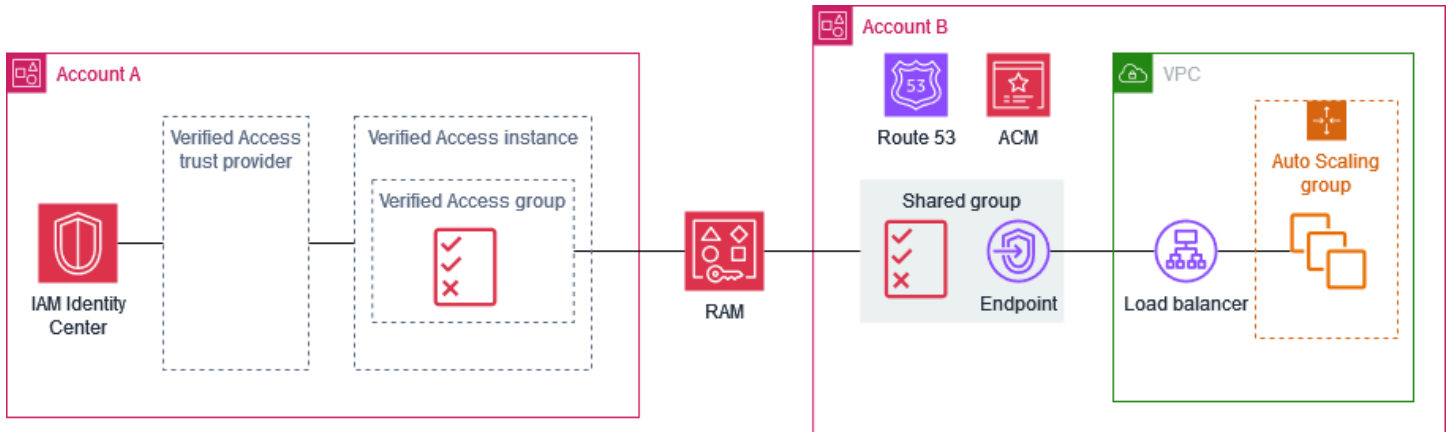 Account A
IAM Identity
Center
Verified Access
trust provider
Verified Access instance
Verified Access group
RAM
Account B
53
Route 53
ACM
Shared group
Endpoint
VPC
Load balancer
Auto Scaling
group